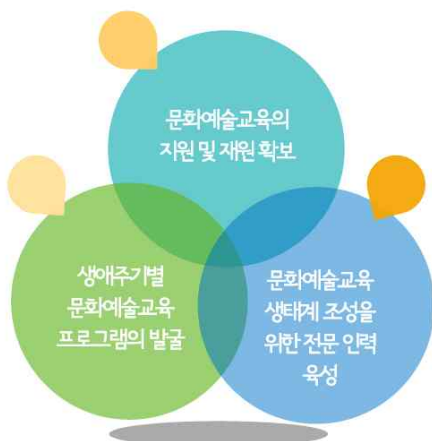 문화예술교육의
지원 및 재원 확보
생애주기별
문화예술교육
프로그램의 발굴
문화예술교육
생태계 조성을
위한 전문 인력
육성